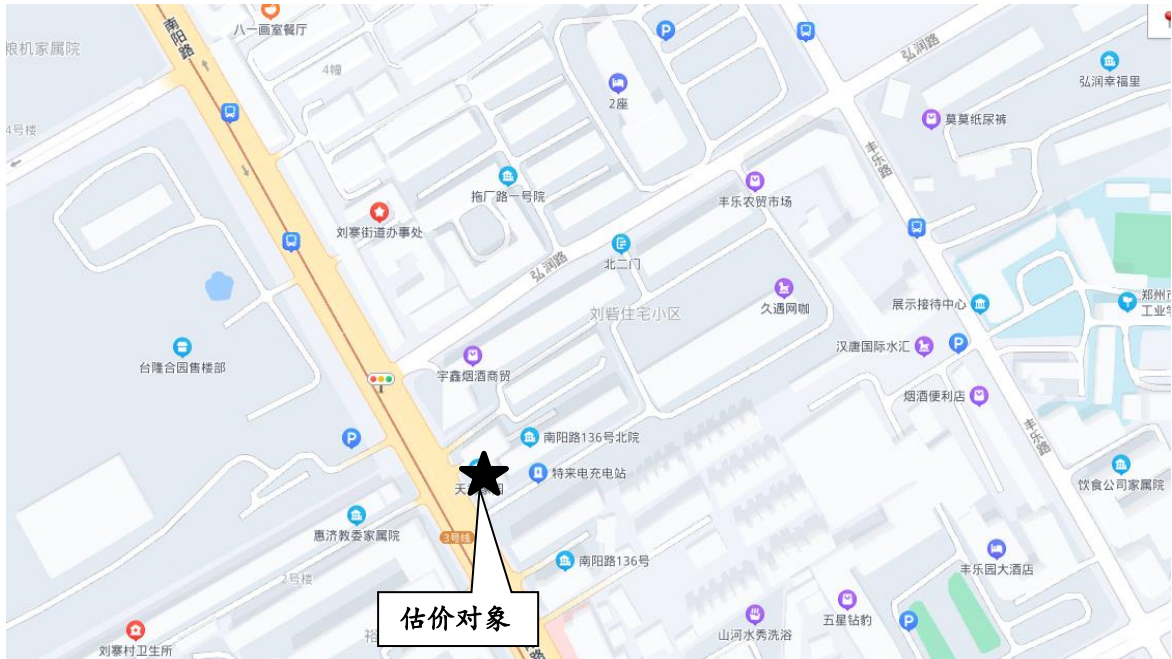 八一画室餐厅
南阳路
粮机家属院
4幢
弘润路
弘润幸福里
2座
莫莫纸尿裤
4号楼
丰乐路
拖厂路一号院
丰乐农贸市场
刘寨街道办事处
北二门
弘润路
刘砦住宅小区
久遇网咖
展示接待中心
郑州市
工业学
台隆合园售楼部
宇鑫烟酒商贸
汉唐国际水汇
烟酒便利店
丰乐路
南阳路136号北院
特来电充电站
饮食公司家属院
惠济教委家属院
3号线
南阳路136号
2号楼
丰乐园大酒店
估价对象
五星钻豹
山河水秀洗浴
刘寨村卫生所
裕
路